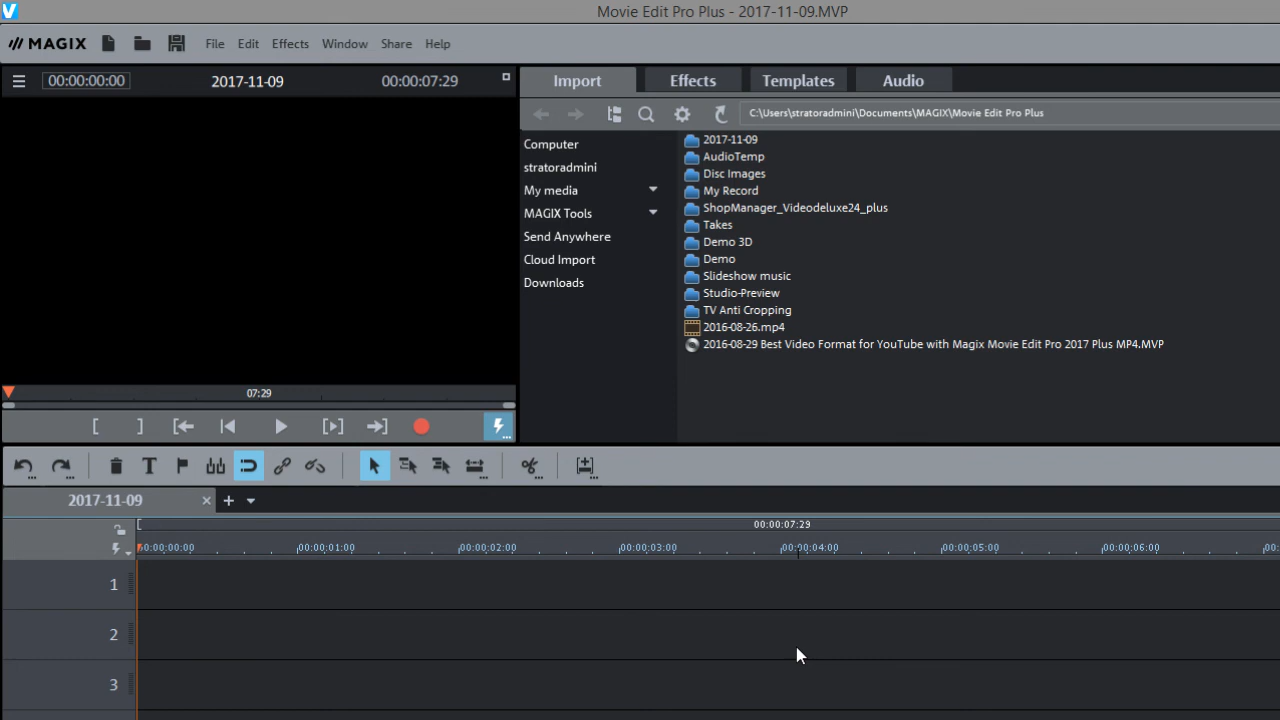 Movie Edit Pro Plus - 2017-11-09.MVP
MAGIX File Edit Effects Window Share Help
00:00:00:00 2017-11-09 00:00:07:29
Import Effects Templates Audio
C:\Users\stratoradmini\Documents\MAGIX\Movie Edit Pro Plus
Computer
stratoradmini
My media
MAGIX Tools
Send Anywhere
Cloud Import
Downloads
2017-11-09
AudioTemp
Disc Images
My Record
ShopManager_Videodeluxe24_plus
Takes
Demo 3D
Demo
Slideshow music
Studio-Preview
TV Anti Cropping
2016-08-26.mp4
2016-08-29 Best Video Format for YouTube with Magix Movie Edit Pro 2017 Plus MP4.MVP
07:29
2017-11-09
00:00:07:29
00:00:00:00 00:00:01:00 00:00:02:00 00:00:03:00 00:00:04:00 00:00:05:00 00:00:06:00 00:
1
2
3